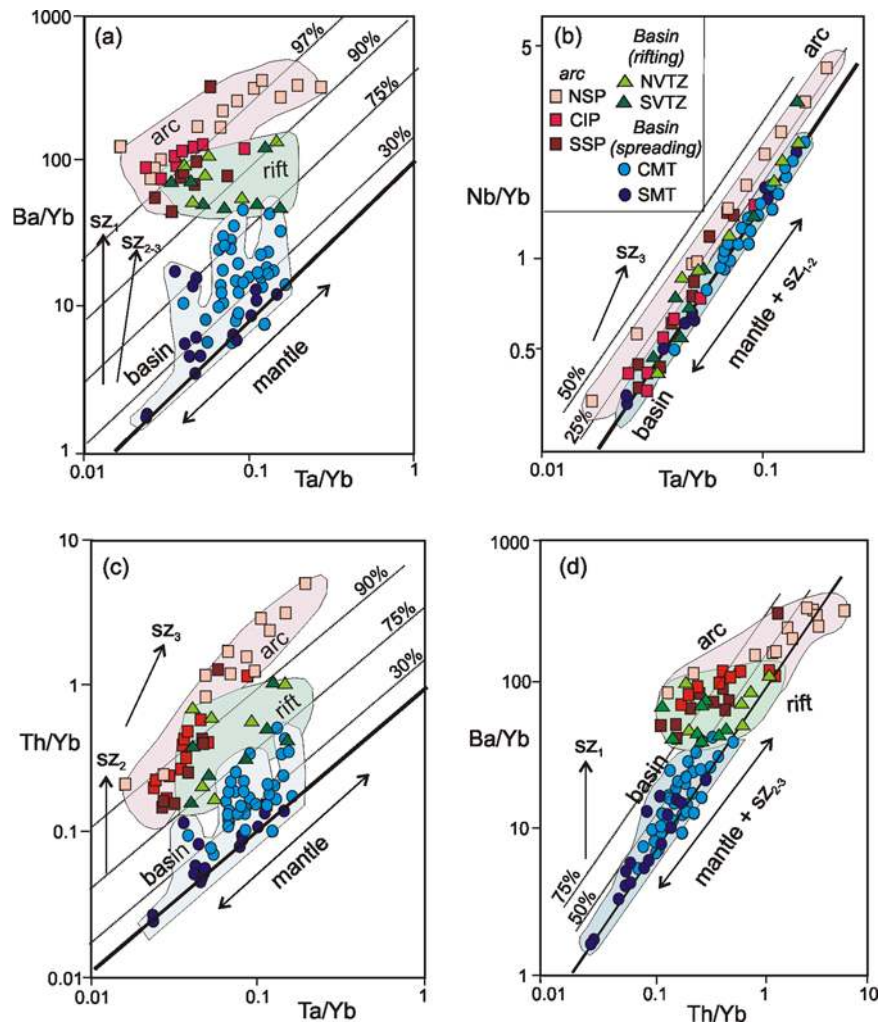 (a)
1000
100
10
1
Ba/Yb
0.01
0.1
1
Ta/Yb
97%
90%
75%
30%
arc
rift
basin
mantle
SZ1
SZ2-3
(b)
5
1
0.5
Nb/Yb
0.01
0.1
Ta/Yb
arc
NSP
CIP
SSP
Basin
(rifting)
NVTZ
SVTZ
Basin
(spreading)
CMT
SMT
arc
SZ3
50%
25%
basin
mantle + SZ1-2
(c)
10
1
0.1
0.01
Th/Yb
0.01
0.1
1
Ta/Yb
90%
75%
30%
SZ3
SZ2
arc
rift
basin
mantle
(d)
1000
100
10
1
Ba/Yb
0.01
0.1
1
10
Th/Yb
arc
rift
basin
SZ1
75%
50%
mantle + SZ2-3